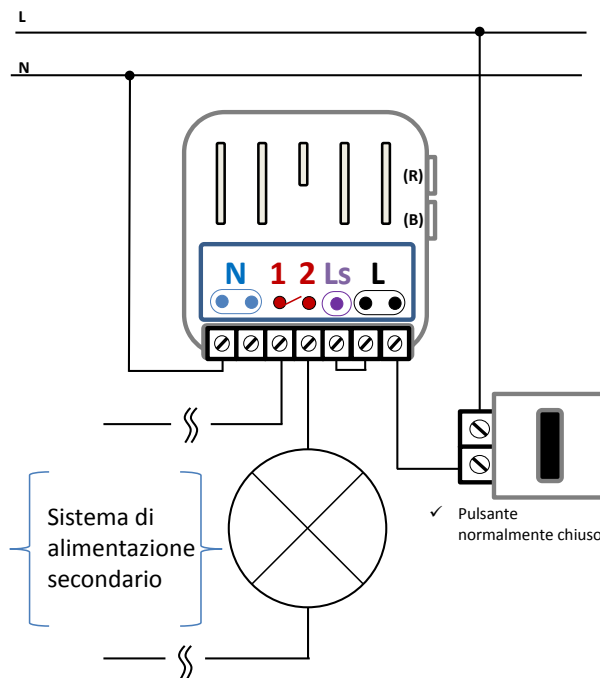 L
N
(R)
(B)
N 1 2 Ls L
Sistema di
alimentazione
secondario
✓ Pulsante
normalmente chiuso